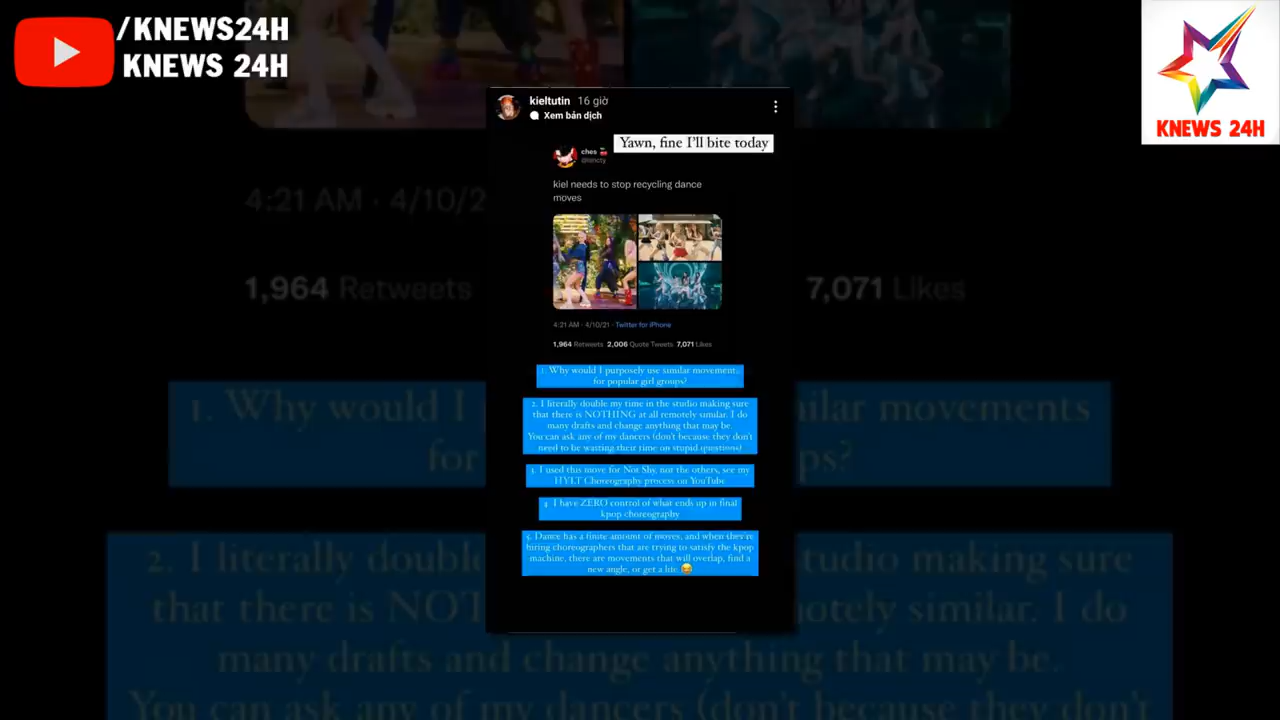 /KNEWS24H
KNEWS 24H
KNEWS 24H
kieltutin 16 giờ
Xem bản dịch
Yawn, fine I'll bite today
ches
kiel needs to stop recycling dance
moves
4:21 AM · 4/10/21 · Twitter for iPhone
1,964 Retweets 2,006 Quote Tweets 7,071 Likes
1. Why would I purposely use similar movements
for popular girl groups?
2. I literally double my time in the studio making sure
that there is NOTHING at all remotely similar. I do
many drafts and change anything that may be.
You can ask any of my dancers (don't because they don't
need to be wasting their time on stupid questions)
3. I used this move for Not Shy, not the others, see my
HYLT Choreography process on YouTube
4. I have ZERO control of what ends up in final
kpop choreography
5. Dance has a finite amount of moves, and when they're
hiring choreographers that are trying to satisfy the kpop
machine, there are movements that will overlap, find a
new angle, or get a life 😂
4:21 AM · 4/10/2
1,964 Retweets
7,071 Likes
1. Why would I p
ilar movements
for
ps?
2. I literally double
studio making sure
that there is NOT
motely similar. I do
many drafts and change anything that may be.
You can ask any of my dancers (don't because they don't